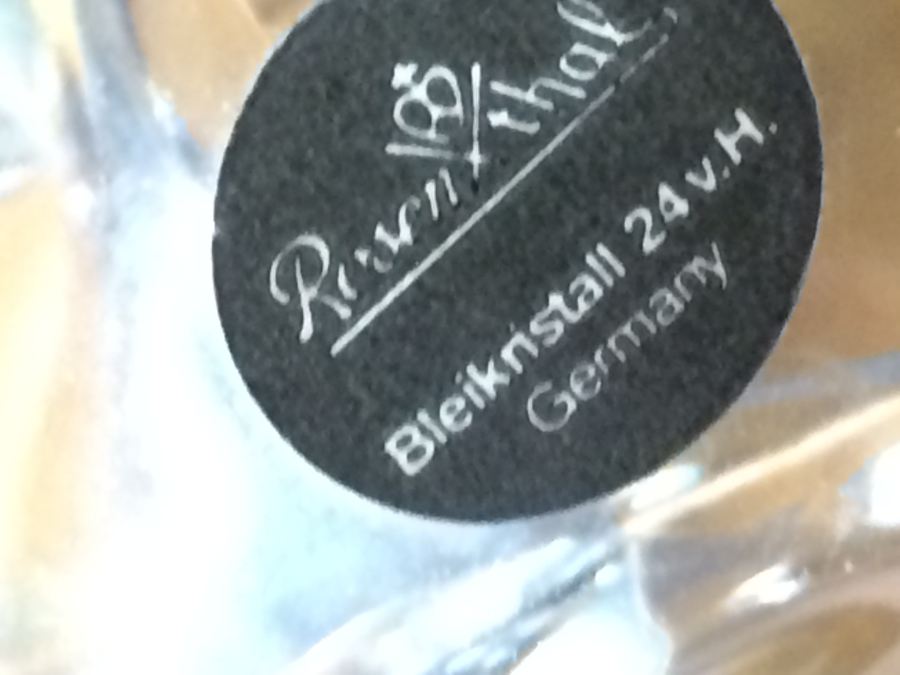 Rosenthal
Bleikristall 24 v.H.
Germany